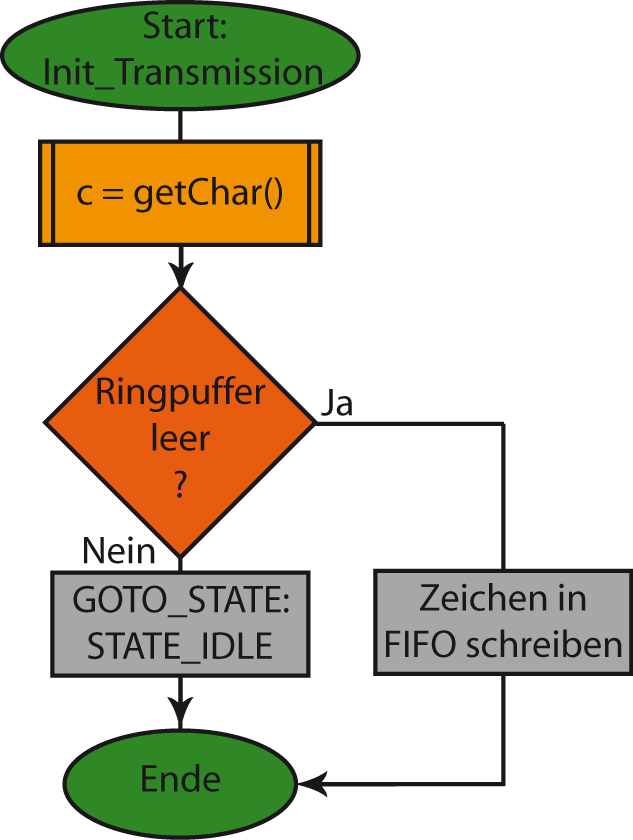 Start:
Init_Transmission
c = getChar()
Ringpuffer
leer
?
Ja
Nein
GOTO_STATE:
STATE_IDLE
Zeichen in
FIFO schreiben
Ende